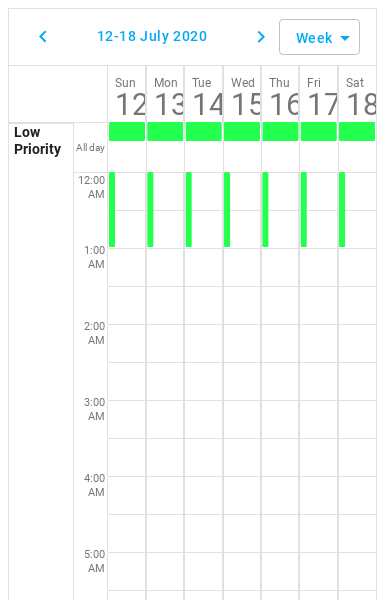 12-18 July 2020
Week
Sun Mon Tue Wed Thu Fri Sat
12 13 14 15 16 17 18
Low
Priority
All day
12:00
AM
1:00
AM
2:00
AM
3:00
AM
4:00
AM
5:00
AM